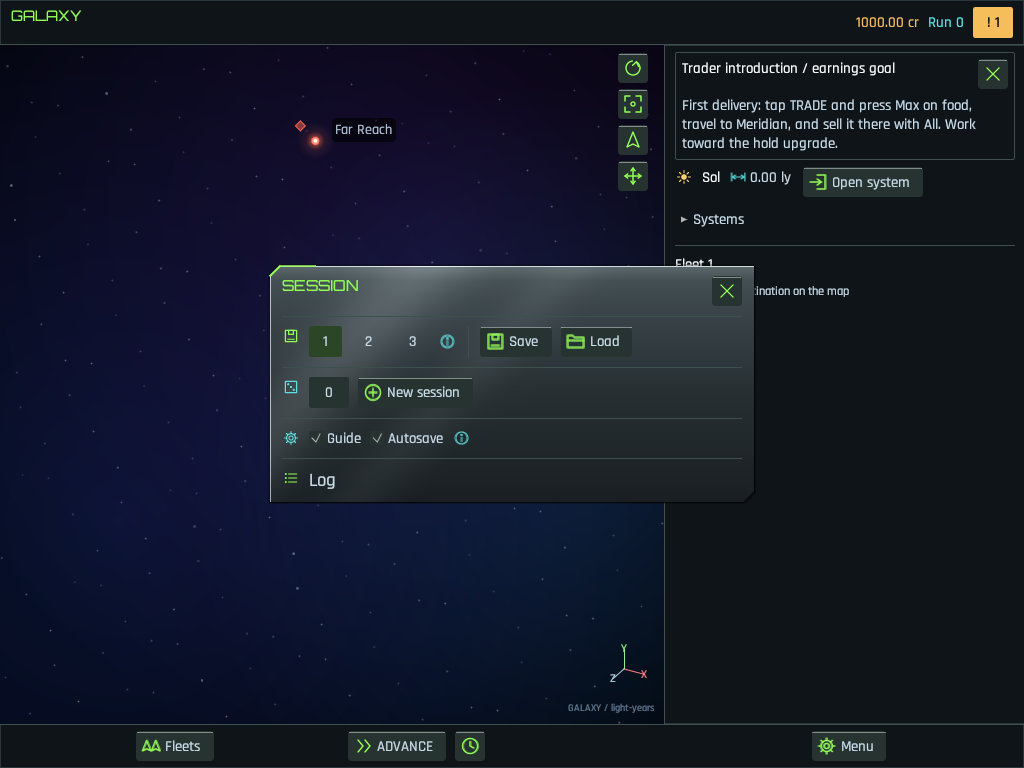 GALAXY
1000.00 cr Run 0 ! 1
Trader introduction / earnings goal
First delivery: tap TRADE and press Max on food,
travel to Meridian, and sell it there with All. Work
toward the hold upgrade.
Far Reach
Sol 0.00 ly Open system
Systems
Fleet 1
ination on the map
SESSION
1 2 3 Save Load
0 New session
Guide Autosave
Log
Y
X
Z
GALAXY / light-years
Fleets ADVANCE Menu